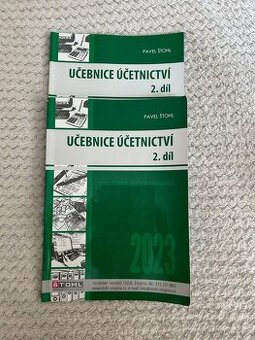 PAVEL ŠTOHL
UČEBNICE ÚČETNICTVÍ
2. díl
PAVEL ŠTOHL
UČEBNICE ÚČETNICTVÍ
2. díl
2023
ŠTOHL